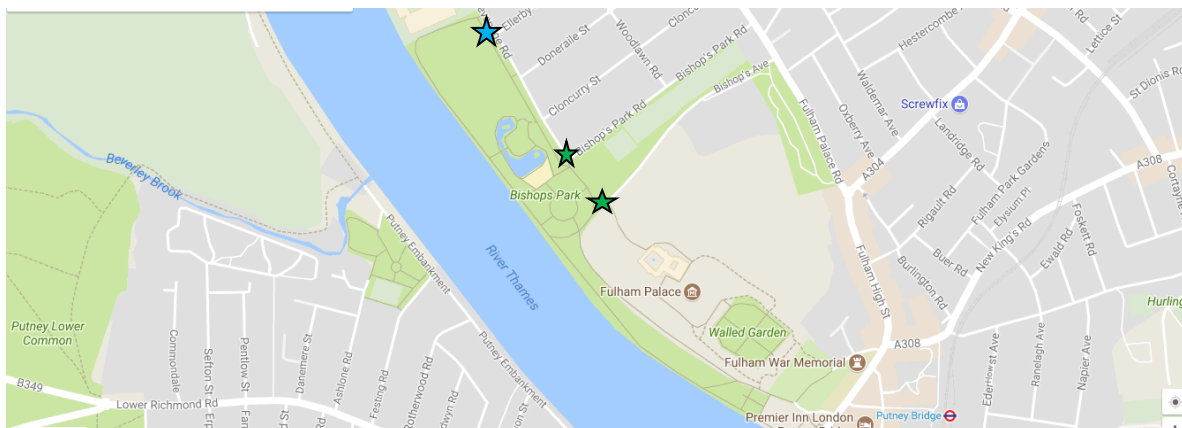 Ellerby
Doneraile St
Woodlawn Rd
Cloncurry St
Bishop's Park Rd
Bishop's Ave
Cloncurry St
Bishop's Park Rd
Hestercombe
Lettice St
St Dionis Rd
Waldemar Ave
Oxberry Ave
Screwfix
Landridge Rd
Fulham Palace Rd
A304
A308
Fulham Park Gardens
Elysium Pl
Rigault Rd
Cortayne
Foskett Rd
New King's Rd
Ewald Rd
Buer Rd
Burlington Rd
Fulham High St
Beverley Brook
Bishops Park
Putney Embankment
River Thames
Fulham Palace
Walled Garden
Fulham War Memorial
A308
Hurling
Putney Lower
Common
Commondale
Sefton St
Pentlow St
Danemere St
Ashlone Rd
Festing Rd
Rotherwood Rd
Putney Embankment
B349
Lower Richmond Rd
Ranelagh Ave
Napier Ave
Premier Inn London
Putney Bridge